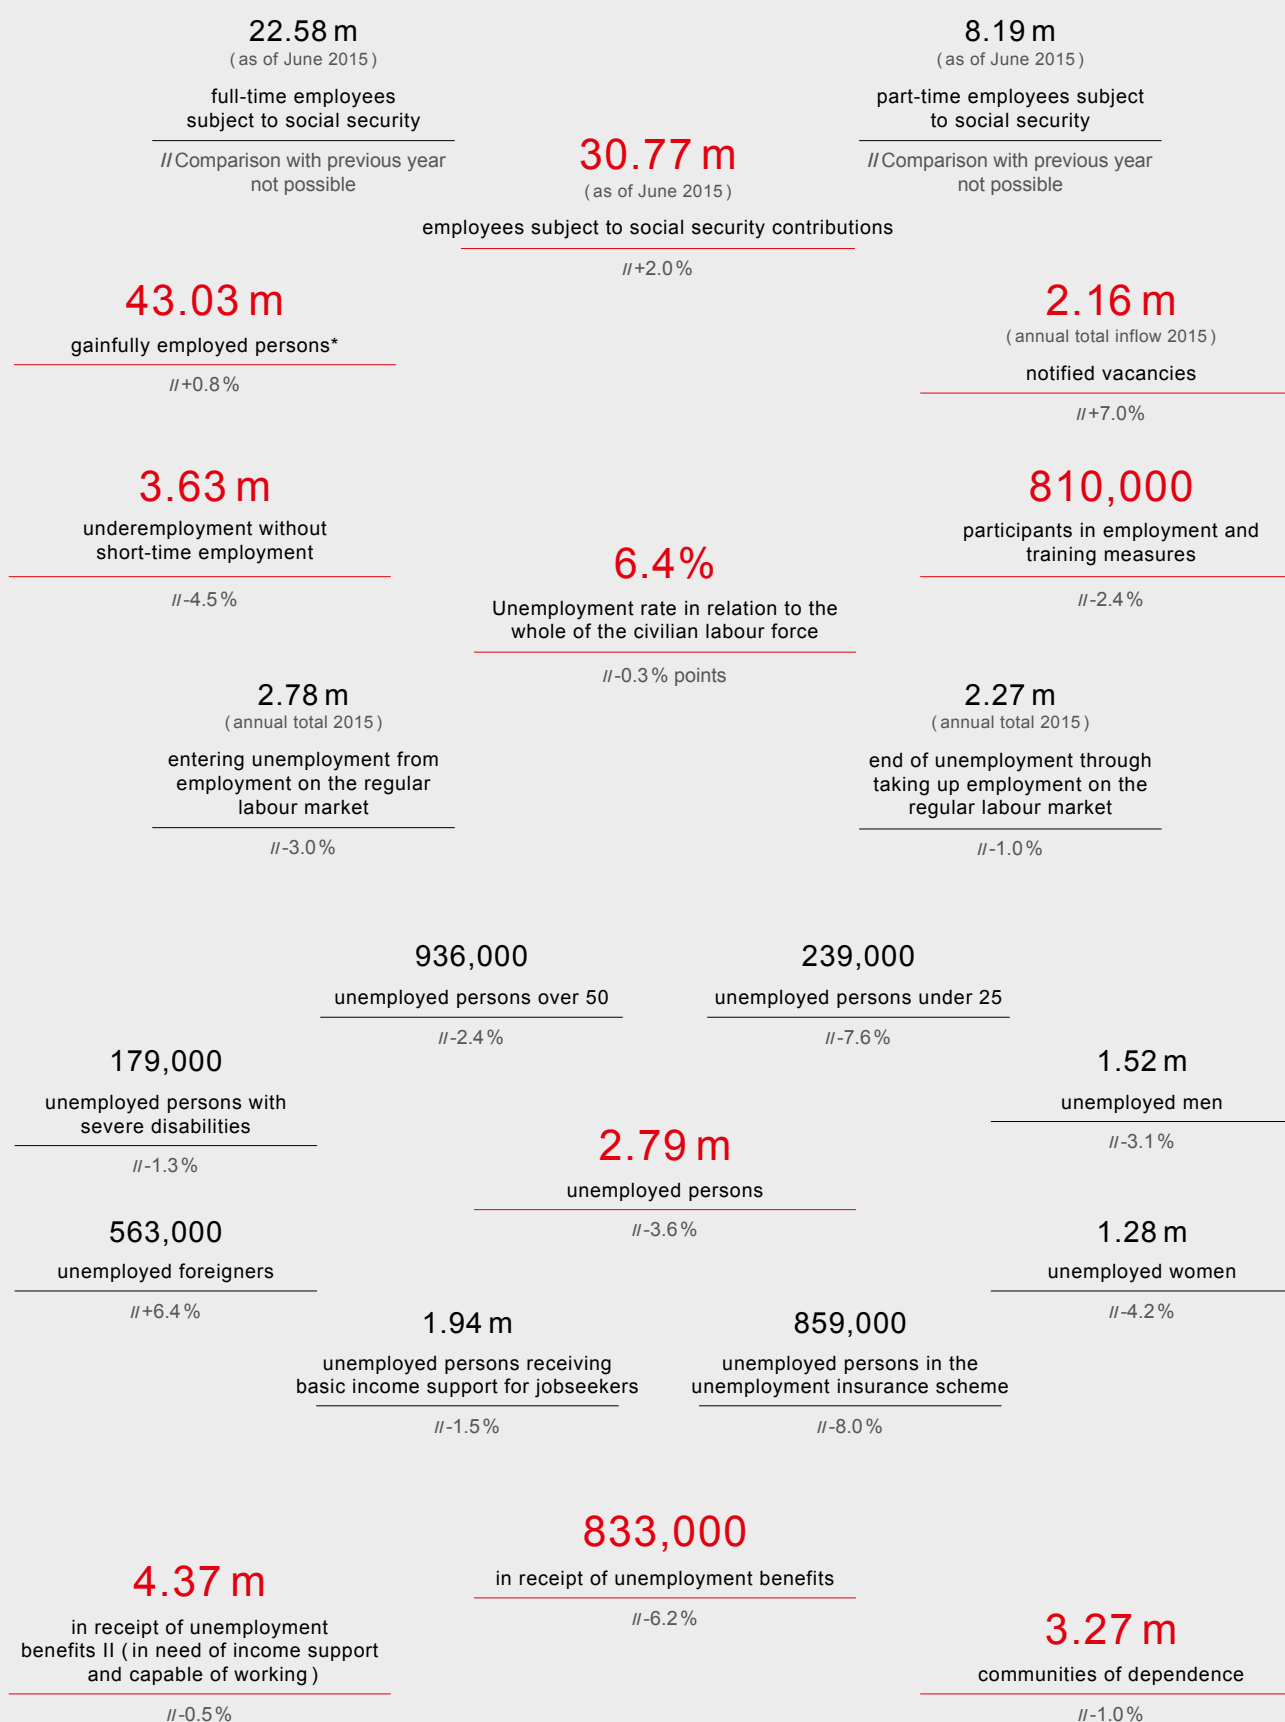 22.58 m
(as of June 2015)
full-time employees
subject to social security
// Comparison with previous year
not possible
8.19 m
(as of June 2015)
part-time employees subject
to social security
// Comparison with previous year
not possible
30.77 m
(as of June 2015)
employees subject to social security contributions
// +2.0 %
43.03 m
gainfully employed persons*
// +0.8 %
2.16 m
(annual total inflow 2015)
notified vacancies
// +7.0 %
3.63 m
underemployment without
short-time employment
// -4.5 %
810,000
participants in employment and
training measures
// -2.4 %
6.4%
Unemployment rate in relation to the
whole of the civilian labour force
// -0.3 % points
2.78 m
(annual total 2015)
entering unemployment from
employment on the regular
labour market
// -3.0 %
2.27 m
(annual total 2015)
end of unemployment through
taking up employment on the
regular labour market
// -1.0 %
936,000
unemployed persons over 50
// -2.4 %
239,000
unemployed persons under 25
// -7.6 %
179,000
unemployed persons with
severe disabilities
// -1.3 %
1.52 m
unemployed men
// -3.1 %
2.79 m
unemployed persons
// -3.6 %
563,000
unemployed foreigners
// +6.4 %
1.28 m
unemployed women
// -4.2 %
1.94 m
unemployed persons receiving
basic income support for jobseekers
// -1.5 %
859,000
unemployed persons in the
unemployment insurance scheme
// -8.0 %
833,000
in receipt of unemployment benefits
// -6.2 %
4.37 m
in receipt of unemployment
benefits II (in need of income support
and capable of working)
// -0.5 %
3.27 m
communities of dependence
// -1.0 %